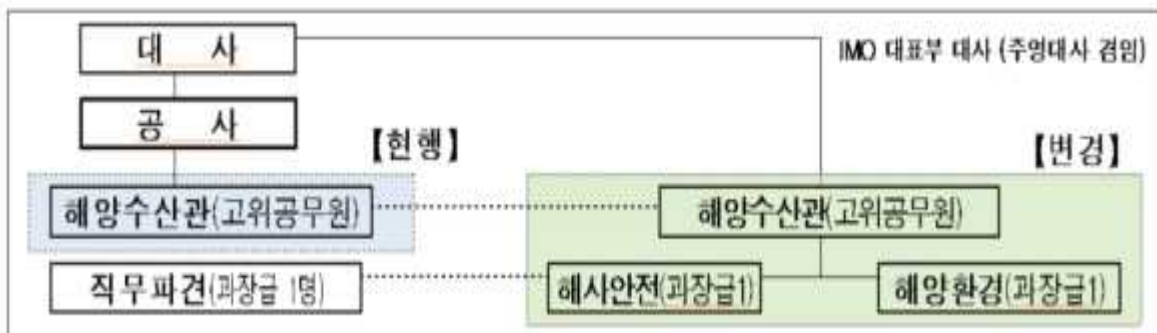 대 사
IMO 대표부 대사 (주영대사 겸임)
공 사
【현행】
【변경】
해양수산관(고위공무원)
해양수산관(고위공무원)
직무파견(과장급 1명)
해사안전(과장급1)
해양환경(과장급1)